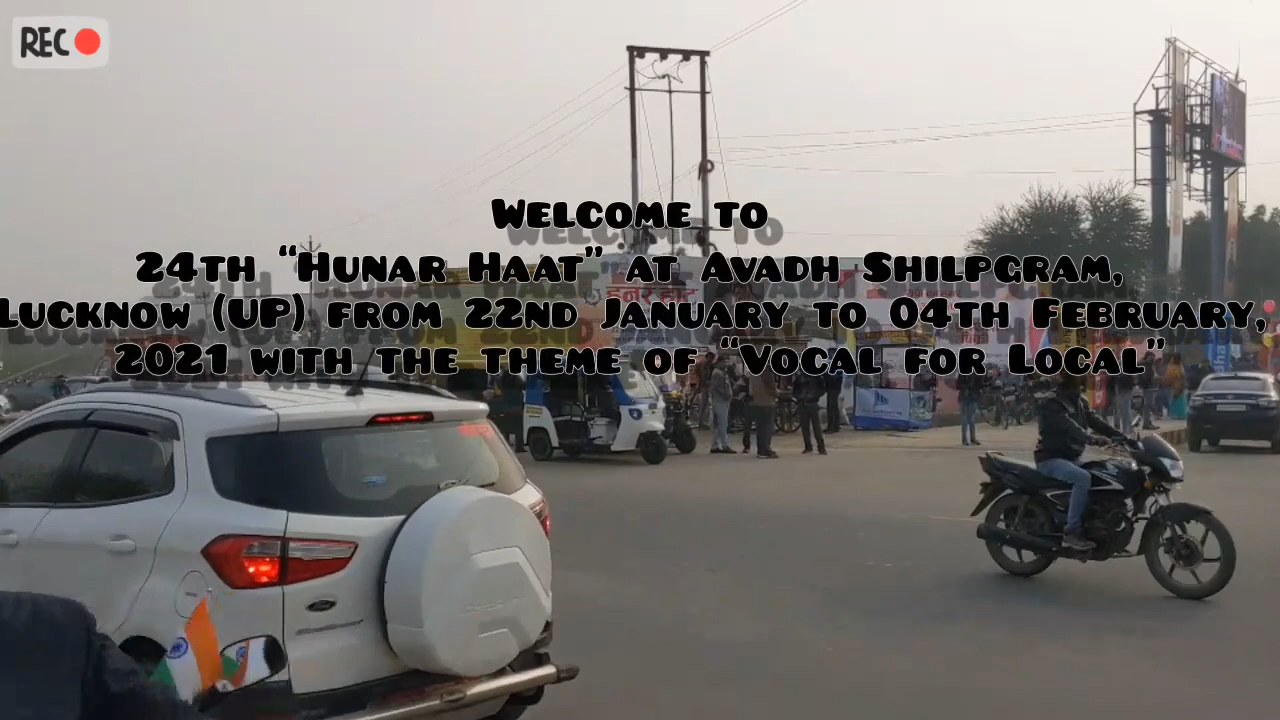 REC
Welcome to
24th “Hunar Haat” at Avadh Shilpgram,
Lucknow (UP) from 22nd January to 04th February,
2021 with the theme of “Vocal for Local”
हुनर हाट